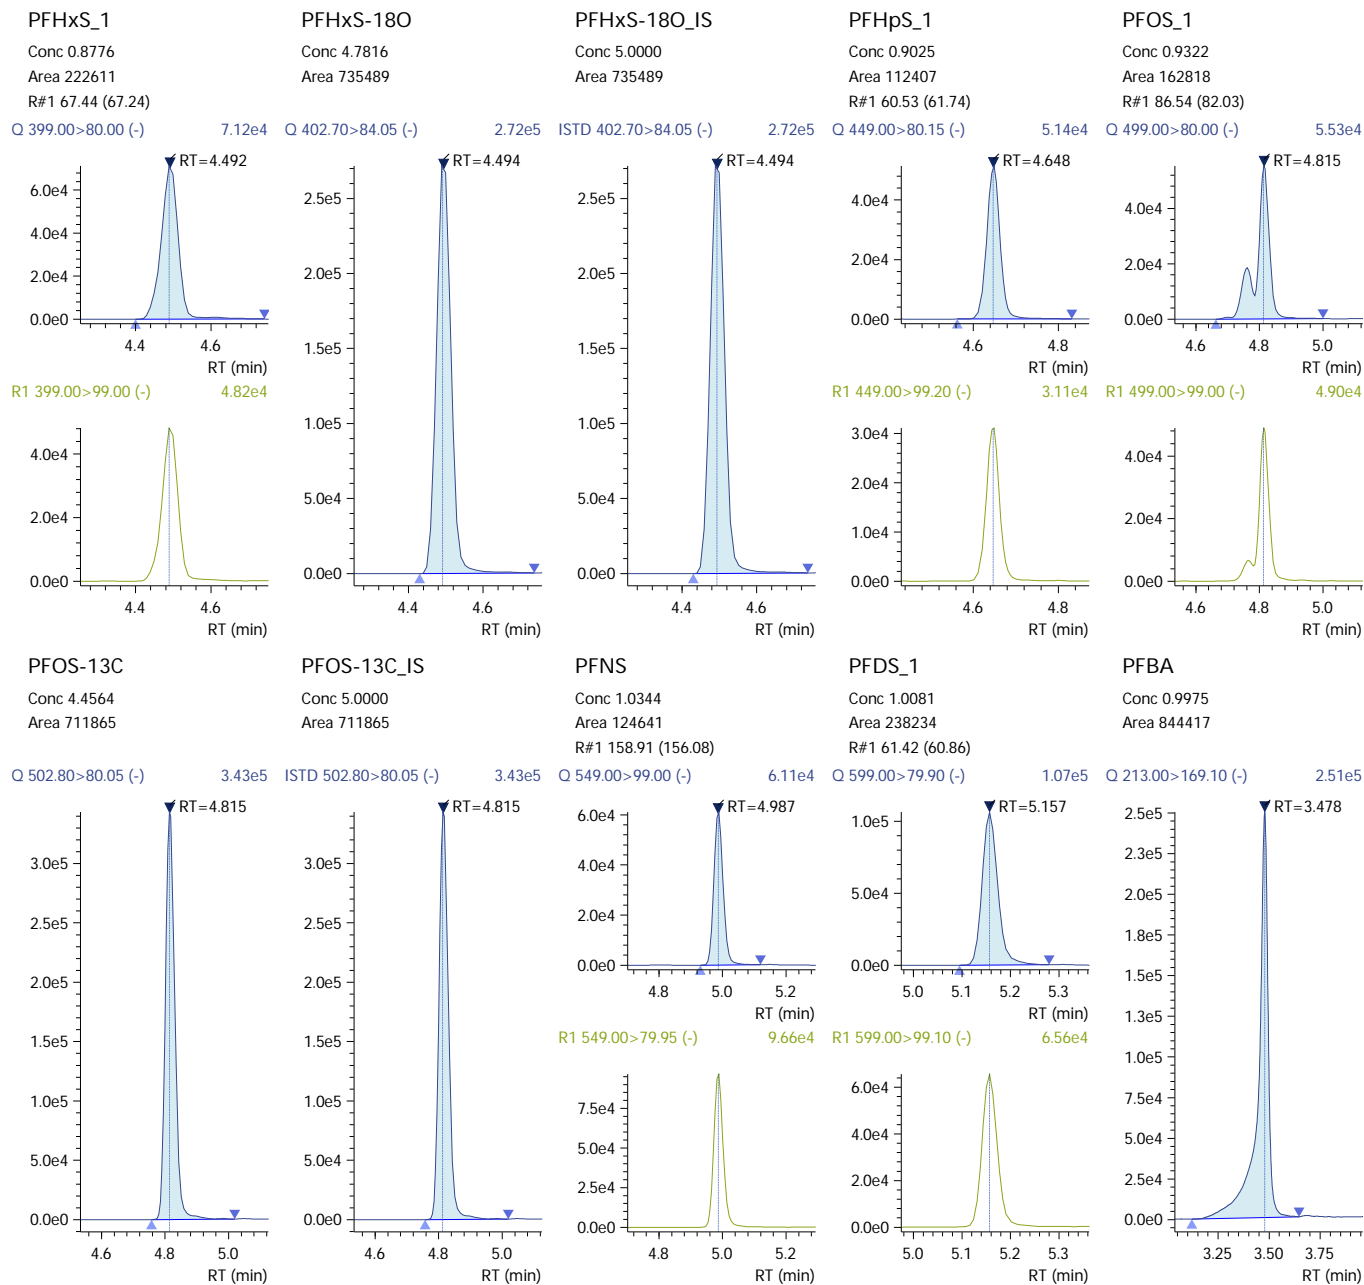 PFHxS_1
Conc 0.8776
Area 222611
R#1 67.44 (67.24)
Q 399.00>80.00 (-) 7.12e4
RT=4.492
6.0e4
4.0e4
2.0e4
0.0e0
4.4 4.6
RT (min)
R1 399.00>99.00 (-) 4.82e4
4.0e4
2.0e4
0.0e0
4.4 4.6
RT (min)
PFHxS-18O
Conc 4.7816
Area 735489
Q 402.70>84.05 (-) 2.72e5
RT=4.494
2.5e5
2.0e5
1.5e5
1.0e5
5.0e4
0.0e0
4.4 4.6
RT (min)
PFHxS-18O_IS
Conc 5.0000
Area 735489
ISTD 402.70>84.05 (-) 2.72e5
RT=4.494
2.5e5
2.0e5
1.5e5
1.0e5
5.0e4
0.0e0
4.4 4.6
RT (min)
PFHpS_1
Conc 0.9025
Area 112407
R#1 60.53 (61.74)
Q 449.00>80.15 (-) 5.14e4
RT=4.648
4.0e4
2.0e4
0.0e0
4.6 4.8
RT (min)
R1 449.00>99.20 (-) 3.11e4
3.0e4
2.0e4
1.0e4
0.0e0
4.6 4.8
RT (min)
PFOS_1
Conc 0.9322
Area 162818
R#1 86.54 (82.03)
Q 499.00>80.00 (-) 5.53e4
RT=4.815
4.0e4
2.0e4
0.0e0
4.6 4.8 5.0
RT (min)
R1 499.00>99.00 (-) 4.90e4
4.0e4
2.0e4
0.0e0
4.6 4.8 5.0
RT (min)
PFOS-13C
Conc 4.4564
Area 711865
Q 502.80>80.05 (-) 3.43e5
RT=4.815
3.0e5
2.5e5
2.0e5
1.5e5
1.0e5
5.0e4
0.0e0
4.6 4.8 5.0
RT (min)
PFOS-13C_IS
Conc 5.0000
Area 711865
ISTD 502.80>80.05 (-) 3.43e5
RT=4.815
3.0e5
2.5e5
2.0e5
1.5e5
1.0e5
5.0e4
0.0e0
4.6 4.8 5.0
RT (min)
PFNS
Conc 1.0344
Area 124641
R#1 158.91 (156.08)
Q 549.00>99.00 (-) 6.11e4
RT=4.987
6.0e4
4.0e4
2.0e4
0.0e0
4.8 5.0 5.2
RT (min)
R1 549.00>79.95 (-) 9.66e4
7.5e4
5.0e4
2.5e4
0.0e0
4.8 5.0 5.2
RT (min)
PFDS_1
Conc 1.0081
Area 238234
R#1 61.42 (60.86)
Q 599.00>79.90 (-) 1.07e5
RT=5.157
1.0e5
5.0e4
0.0e0
5.0 5.1 5.2 5.3
RT (min)
R1 599.00>99.10 (-) 6.56e4
6.0e4
4.0e4
2.0e4
0.0e0
5.0 5.1 5.2 5.3
RT (min)
PFBA
Conc 0.9975
Area 844417
Q 213.00>169.10 (-) 2.51e5
RT=3.478
2.5e5
2.3e5
2.0e5
1.8e5
1.5e5
1.3e5
1.0e5
7.5e4
5.0e4
2.5e4
0.0e0
3.25 3.50 3.75
RT (min)